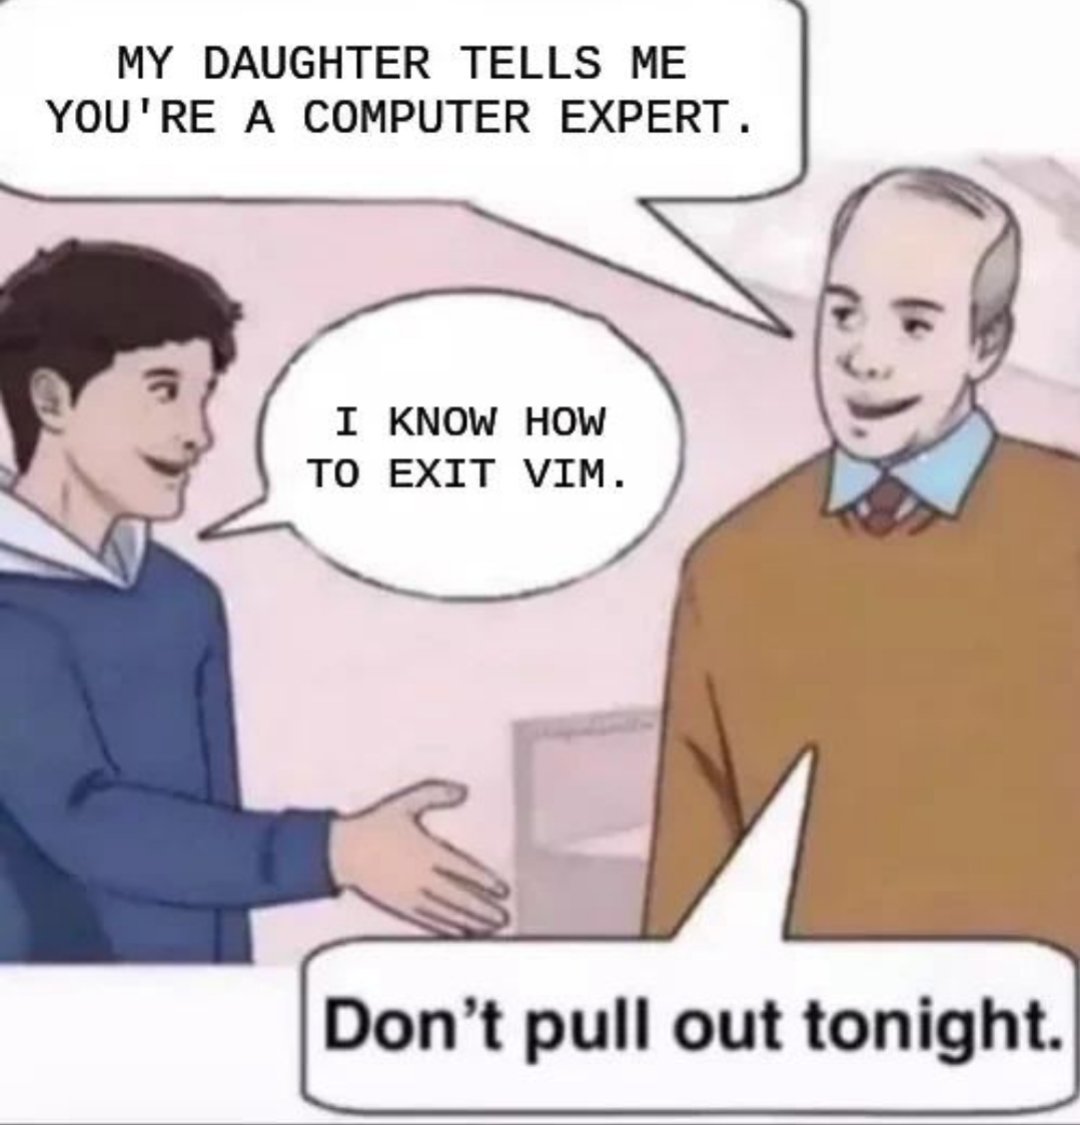 MY DAUGHTER TELLS ME
YOU'RE A COMPUTER EXPERT.
I KNOW HOW
TO EXIT VIM.
Don't pull out tonight.